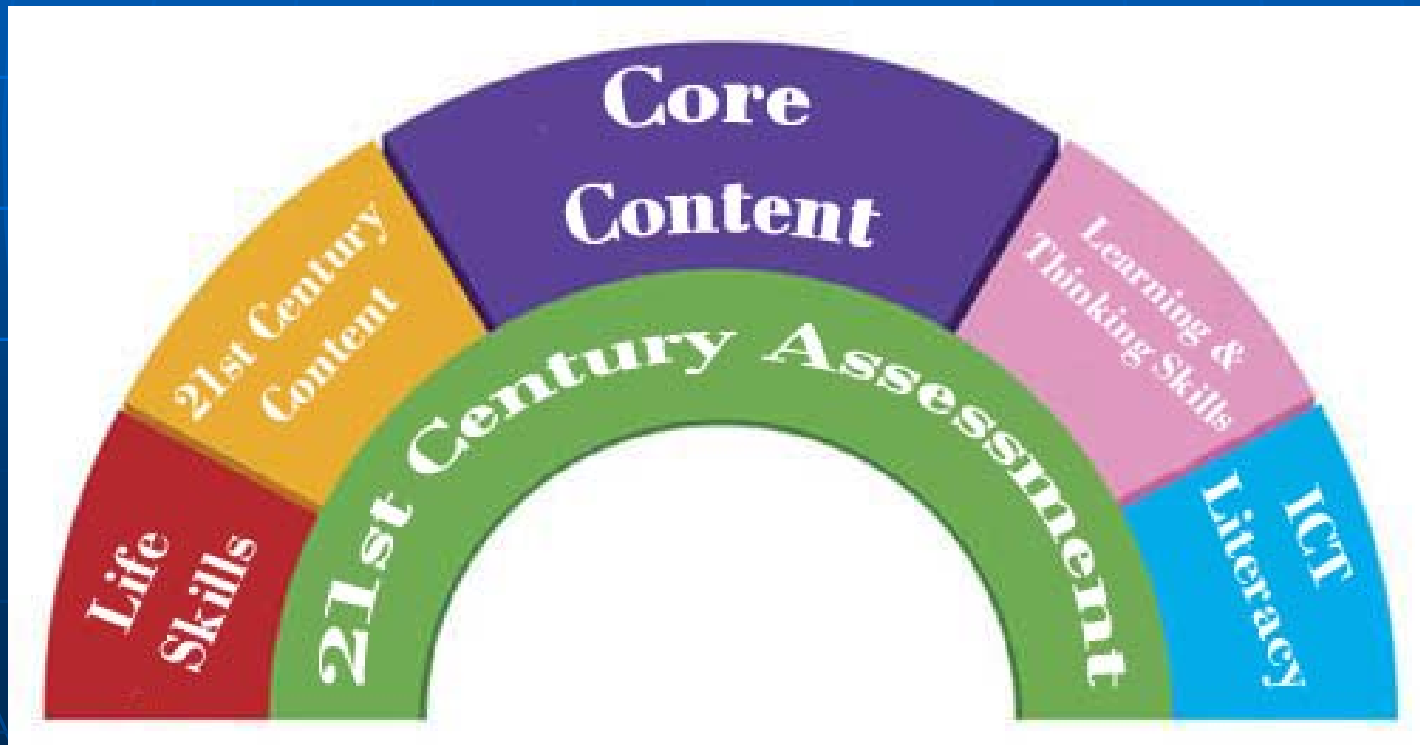 Core
Content
21st Century
Content
Learning &
Thinking Skills
Life
Skills
21st Century Assessment
ICT
Literacy